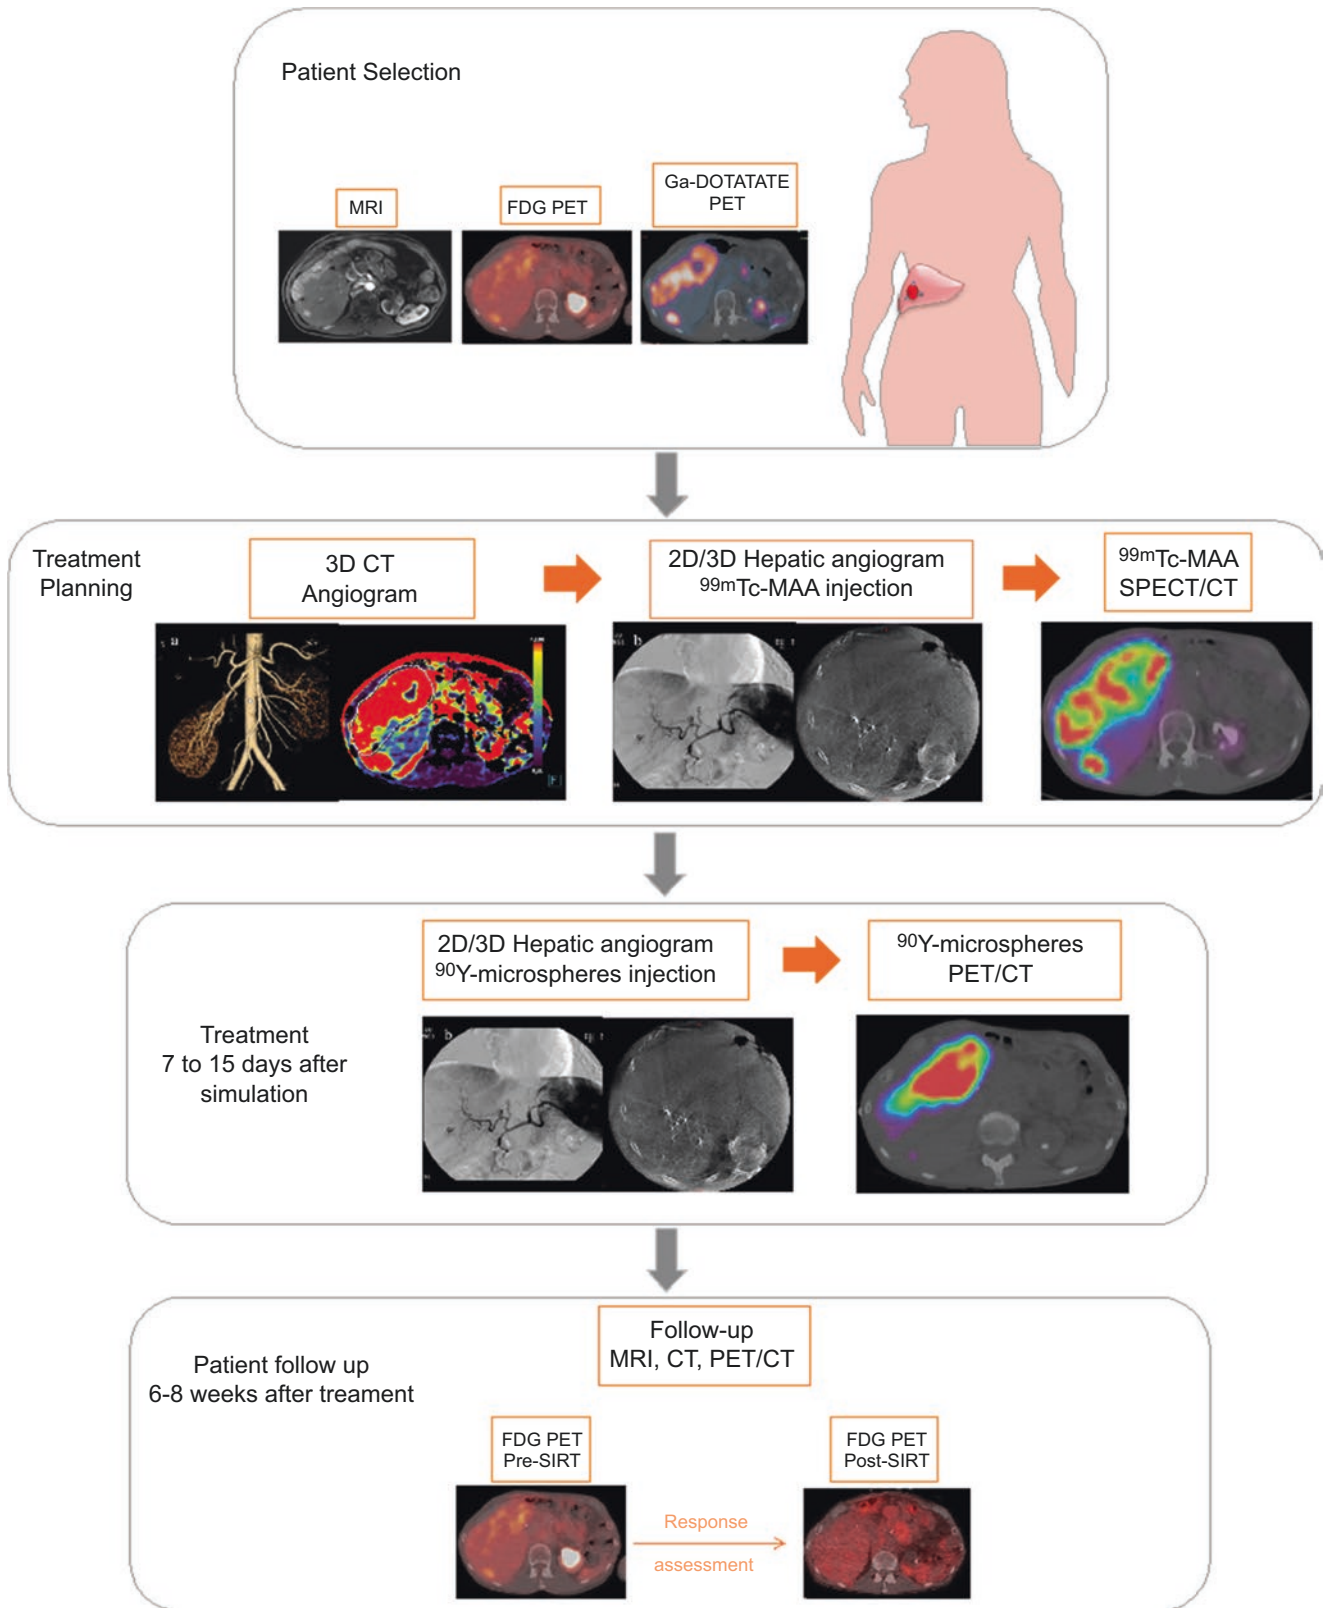 Patient Selection
MRI
FDG PET
Ga-DOTATATE
PET
Treatment
Planning
3D CT
Angiogram
2D/3D Hepatic angiogram
99mTc-MAA injection
99mTc-MAA
SPECT/CT
a
b
F
2D/3D Hepatic angiogram
90Y-microspheres injection
90Y-microspheres
PET/CT
Treatment
7 to 15 days after
simulation
b
Follow-up
MRI, CT, PET/CT
Patient follow up
6-8 weeks after treament
FDG PET
Pre-SIRT
FDG PET
Post-SIRT
Response
assessment